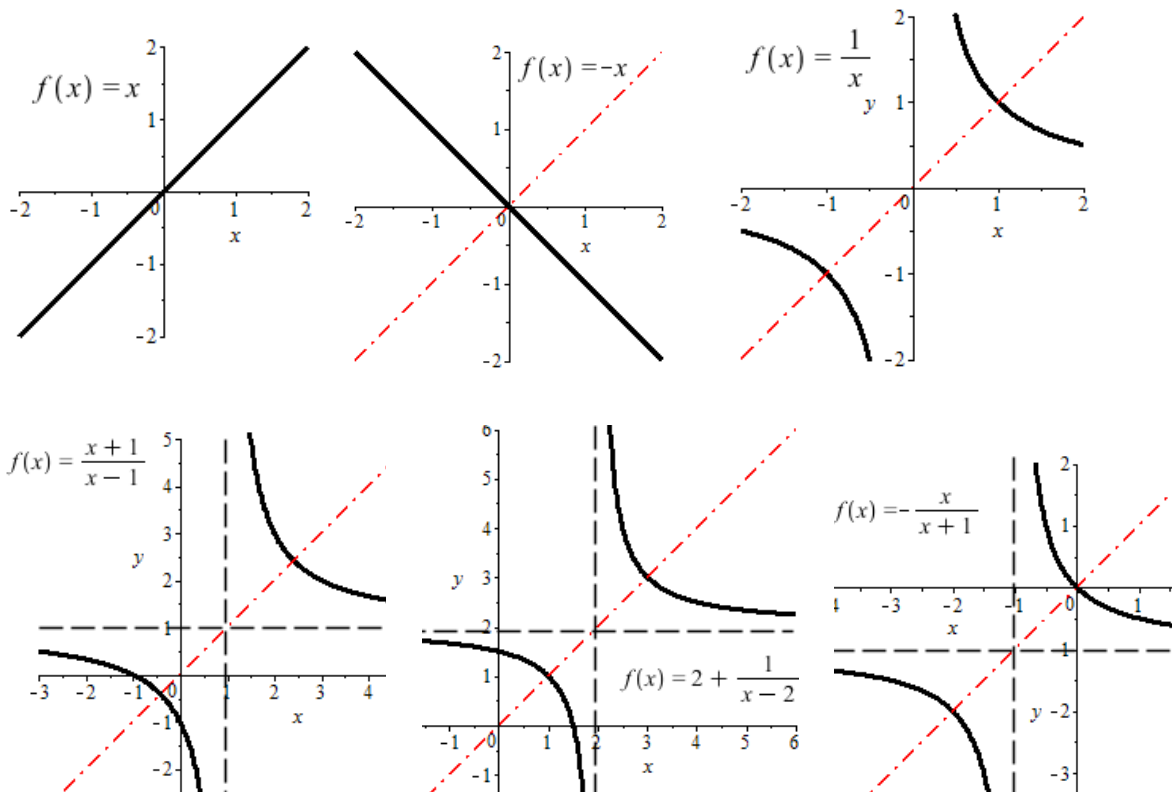 2
f(x) = x
1
-2 -1 0 1 2
x
-1
-2
2
f(x) = -x
1
-2 -1 0 1 2
x
-1
-2
2
f(x) = 1/x
1
y
-2 -1 0 1 2
x
-1
-2
f(x) = (x + 1)/(x - 1)
5
4
3
y
2
1
-3 -2 -1 0 1 2 3 4
x
-1
-2
6
5
4
y
3
2
1
f(x) = 2 + 1/(x - 2)
-1 0 1 2 3 4 5 6
x
-1
2
f(x) = - x/(x + 1)
1
4 -3 -2 -1 0 1
x
-1
y
-2
-3